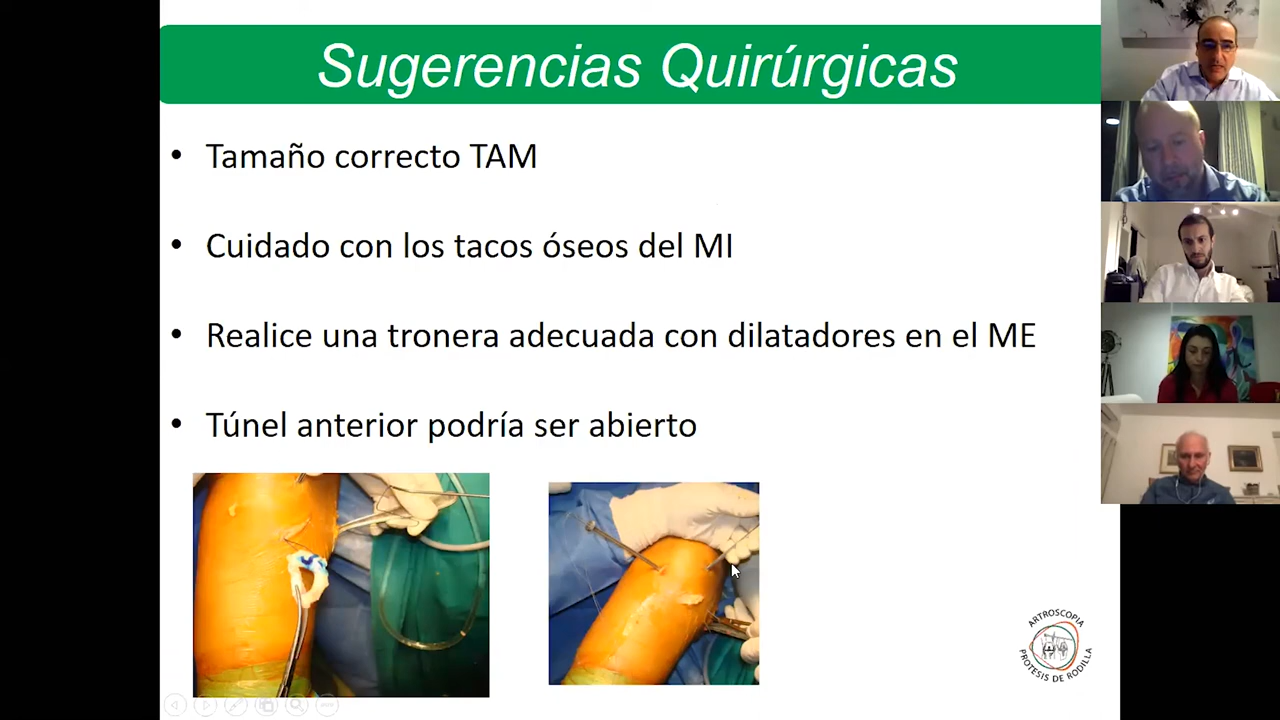 Sugerencias Quirúrgicas
• Tamaño correcto TAM
• Cuidado con los tacos óseos del MI
• Realice una tronera adecuada con dilatadores en el ME
• Túnel anterior podría ser abierto
ARTROSCOPIA
PROTESIS DE RODILLA